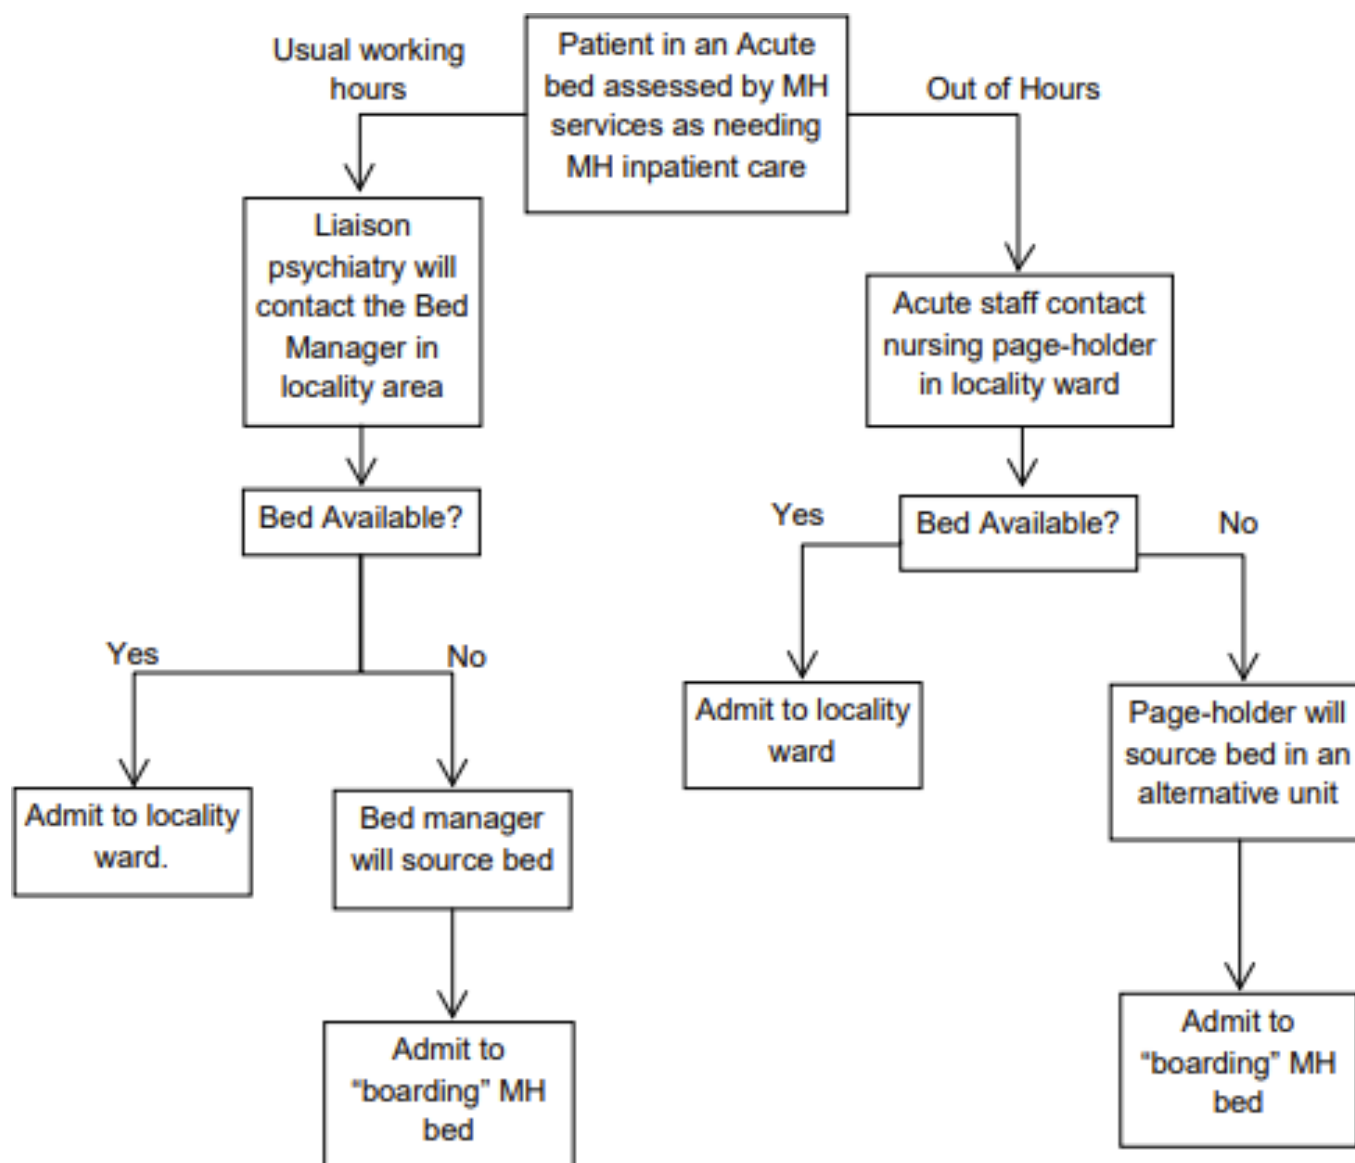 Usual working
hours
Patient in an Acute
bed assessed by MH
services as needing
MH inpatient care
Out of Hours
Liaison
psychiatry will
contact the Bed
Manager in
locality area
Acute staff contact
nursing page-holder
in locality ward
Bed Available?
Yes
Bed Available?
No
Yes
No
Admit to locality
ward
Page-holder will
source bed in an
alternative unit
Admit to locality
ward.
Bed manager
will source bed
Admit to
“boarding” MH
bed
Admit to
“boarding” MH
bed